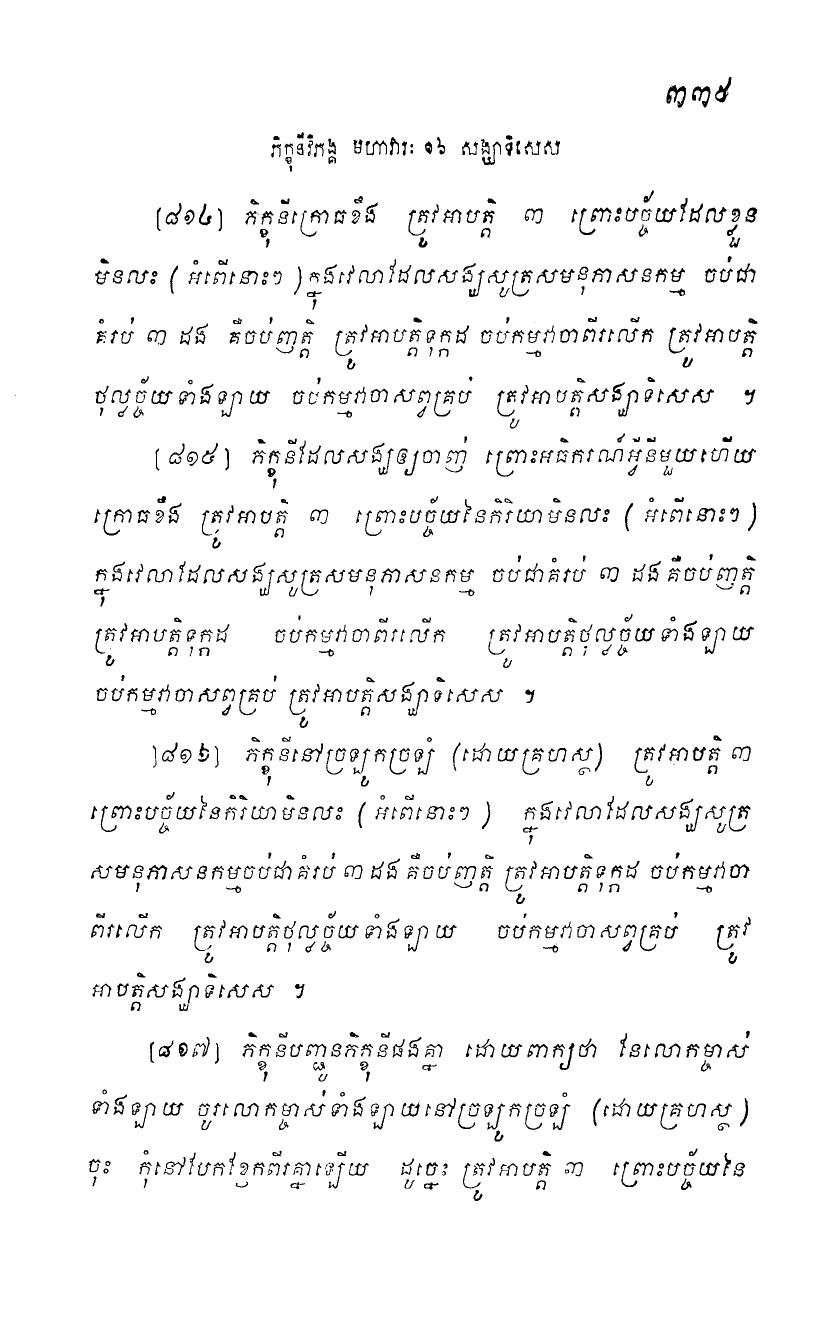 ៣៣៥
ភិក្ខុនីវិភង្គ មហាវារៈ ១៦ សង្ឃាទិសេស
[៨១៤] ភិក្ខុនីក្រោធខឹង ត្រូវអាបត្តិ ៣ ព្រោះបច្ច័យដែលខ្លួន
មិនលះ (អំពើនោះៗ) ក្នុងវេលាដែលសង្ឃសូត្រសមនុភាសនកម្ម ចប់ជា
គំរប់ ៣ ដង គឺចប់ញត្តិ ត្រូវអាបត្តិទុក្កដ ចប់កម្មវាចាពីរលើក ត្រូវអាបត្តិ
ថុល្លច្ច័យទាំងឡាយ ចប់កម្មវាចាសព្វគ្រប់ ត្រូវអាបត្តិសង្ឃាទិសេស ។
[៨១៥] ភិក្ខុនីដែលសង្ឃឲ្យចាញ់ ព្រោះអធិករណ៍អ្វីនីមួយហើយ
ក្រោធខឹង ត្រូវអាបត្តិ ៣ ព្រោះបច្ច័យនៃកិរិយាមិនលះ (អំពើនោះៗ)
ក្នុងវេលាដែលសង្ឃសូត្រសមនុភាសនកម្ម ចប់ជាគំរប់ ៣ ដង គឺចប់ញត្តិ
ត្រូវអាបត្តិទុក្កដ ចប់កម្មវាចាពីរលើក ត្រូវអាបត្តិថុល្លច្ច័យទាំងឡាយ
ចប់កម្មវាចាសព្វគ្រប់ ត្រូវអាបត្តិសង្ឃាទិសេស ។
[៨១៦] ភិក្ខុនីនៅច្រឡូកច្រឡំ (ដោយគ្រហស្ថ) ត្រូវអាបត្តិ ៣
ព្រោះបច្ច័យនៃកិរិយាមិនលះ (អំពើនោះៗ) ក្នុងវេលាដែលសង្ឃសូត្រ
សមនុភាសនកម្មចប់ជាគំរប់ ៣ ដង គឺចប់ញត្តិ ត្រូវអាបត្តិទុក្កដ ចប់កម្មវាចា
ពីរលើក ត្រូវអាបត្តិថុល្លច្ច័យទាំងឡាយ ចប់កម្មវាចាសព្វគ្រប់ ត្រូវ
អាបត្តិសង្ឃាទិសេស ។
[៨១៧] ភិក្ខុនីបញ្ជូនភិក្ខុនីផងគ្នា ដោយពាក្យថា នែលោកម្ចាស់
ទាំងឡាយ ចូរលោកម្ចាស់ទាំងឡាយនៅច្រឡូកច្រឡំ (ដោយគ្រហស្ថ)
ចុះ កុំនៅបែកខ្ញែកពីរគ្នាឡើយ ដូច្នេះ ត្រូវអាបត្តិ ៣ ព្រោះបច្ច័យនៃ